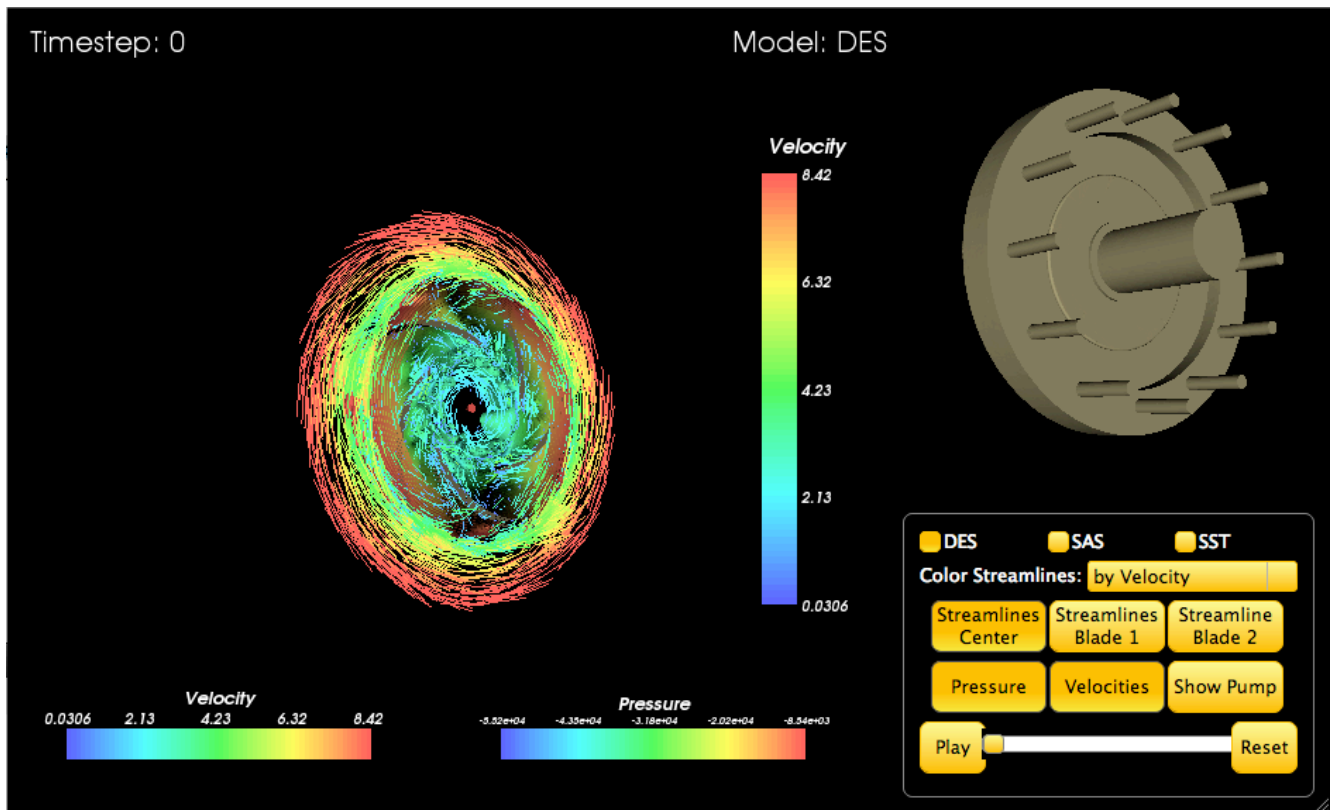 Timestep: 0
Model: DES
Velocity
8.42
6.32
4.23
2.13
0.0306
DES SAS SST
Color Streamlines: by Velocity
Streamlines Center
Streamlines Blade 1
Streamline Blade 2
Pressure Velocities Show Pump
Play Reset
Velocity
0.0306 2.13 4.23 6.32 8.42
Pressure
-5.52e+04 -4.35e+04 -3.18e+04 -2.02e+04 -8.54e+03